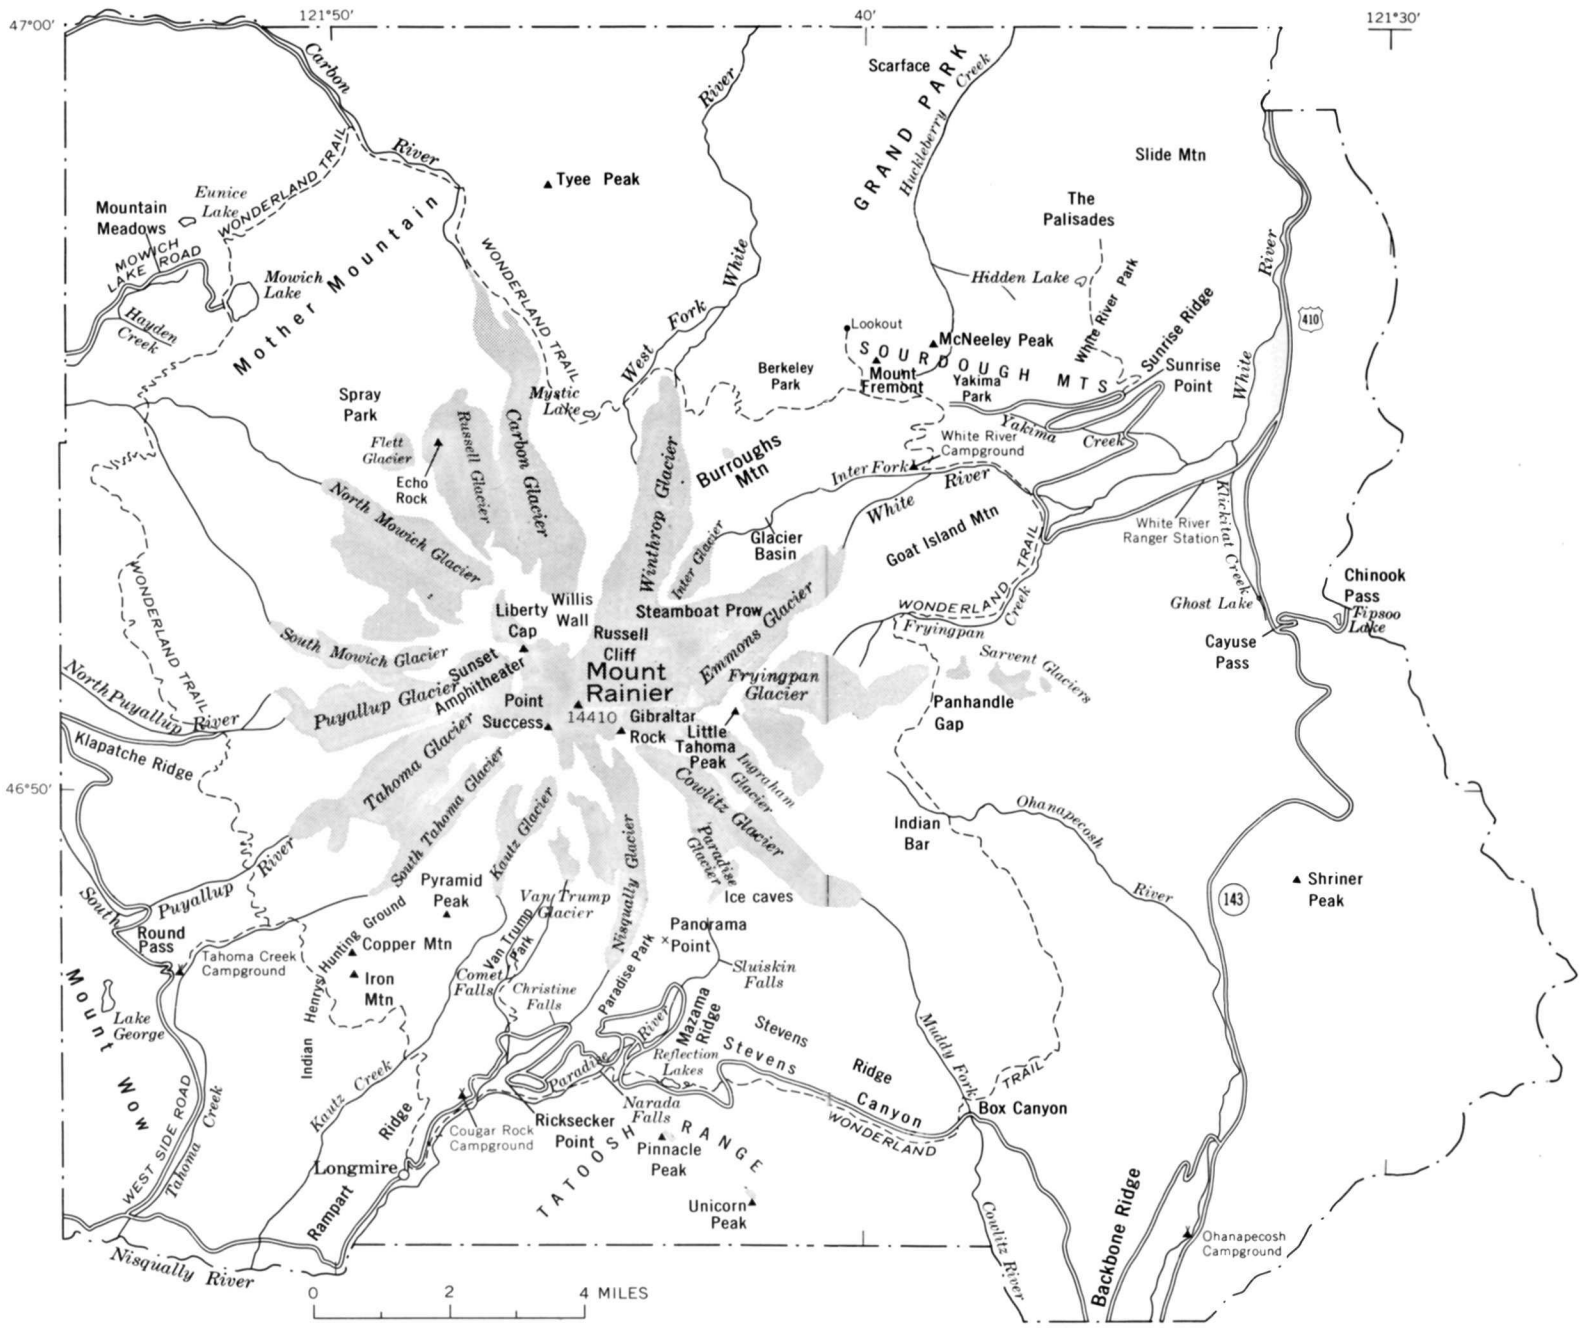 47°00'
121°50'
40'
121°30'
Carbon
River
River
Scarface
GRAND PARK
Creek
Huckleberry
Slide Mtn
WONDERLAND TRAIL
Tyee Peak
Eunice
Lake
Mountain
Meadows
The
Palisades
MOWICH
LAKE ROAD
Mowich
Lake
Mother Mountain
WONDERLAND TRAIL
White
River
Hidden Lake
White River Park
Sunrise Ridge
410
Hayden
Creek
West Fork
Lookout
McNeeley Peak
SOURDOUGH MTS
Mount
Fremont
Yakima
Park
Sunrise
Point
White
Berkeley
Park
Spray
Park
Mystic
Lake
Flett
Glacier
Russell Glacier
Carbon Glacier
Winthrop Glacier
Burroughs
Mtn
Yakima Creek
White River
Campground
Echo
Rock
Inter Fork
White River
North Mowich Glacier
Inter Glacier
Glacier
Basin
Goat Island Mtn
White River
Ranger Station
Klickitat Creek
WONDERLAND TRAIL
Chinook
Pass
Tipsoo
Lake
Ghost Lake
Cayuse
Pass
Liberty
Cap
Willis
Wall
Steamboat Prow
Russell
Cliff
Emmons Glacier
WONDERLAND TRAIL
Fryingpan Creek
Sarvent Glaciers
South Mowich Glacier
Sunset
Amphitheater
Mount
Rainier
14410
Fryingpan
Glacier
Panhandle
Gap
North Puyallup River
Puyallup Glacier
Point
Success
Gibraltar
Rock
Little
Tahoma
Peak
Klapatche Ridge
Tahoma Glacier
Ingraham
Glacier
46°50'
South Tahoma Glacier
Kautz Glacier
Cowlitz Glacier
Nisqually Glacier
Paradise
Glacier
Ohanapecosh
River
Indian
Bar
Shriner
Peak
143
South Puyallup River
Pyramid
Peak
Van Trump
Glacier
Ice caves
Round
Pass
Indian Henrys Hunting Ground
Copper Mtn
Van Trump
Park
Panorama
Point
Tahoma Creek
Campground
Iron
Mtn
Comet
Falls
Christine
Falls
Paradise Park
Sluiskin
Falls
Mount Wow
Lake
George
Mazama
Ridge
Stevens
Ridge
Muddy Fork
Paradise River
Reflection
Lakes
Stevens
Canyon
TRAIL
WEST SIDE ROAD
Tahoma Creek
Kautz Creek
Narada
Falls
WONDERLAND
Box Canyon
Ricksecker
Point
Cougar Rock
Campground
Rampart Ridge
Longmire
TATOOSH RANGE
Pinnacle
Peak
Unicorn
Peak
Cowlitz River
Backbone Ridge
Ohanapecosh
Campground
Nisqually River
0 2 4 MILES